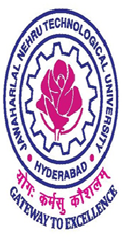 JAWAHARLAL NEHRU TECHNOLOGICAL UNIVERSITY
HYDERABAD
योगः कर्मसु कौशलम्
GATEWAY TO EXCELLENCE